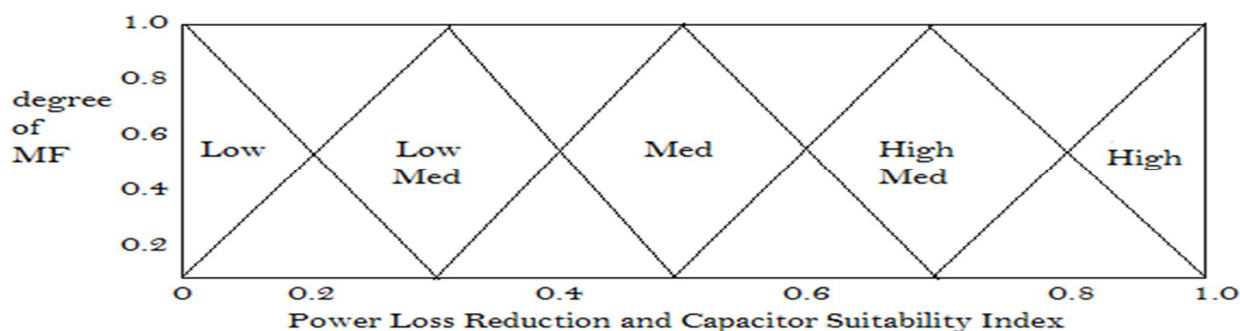 1.0
0.8
degree
of
MF
0.6
0.4
0.2
Low
Low
Med
Med
High
Med
High
0 0.2 0.4 0.6 0.8 1.0
Power Loss Reduction and Capacitor Suitability Index